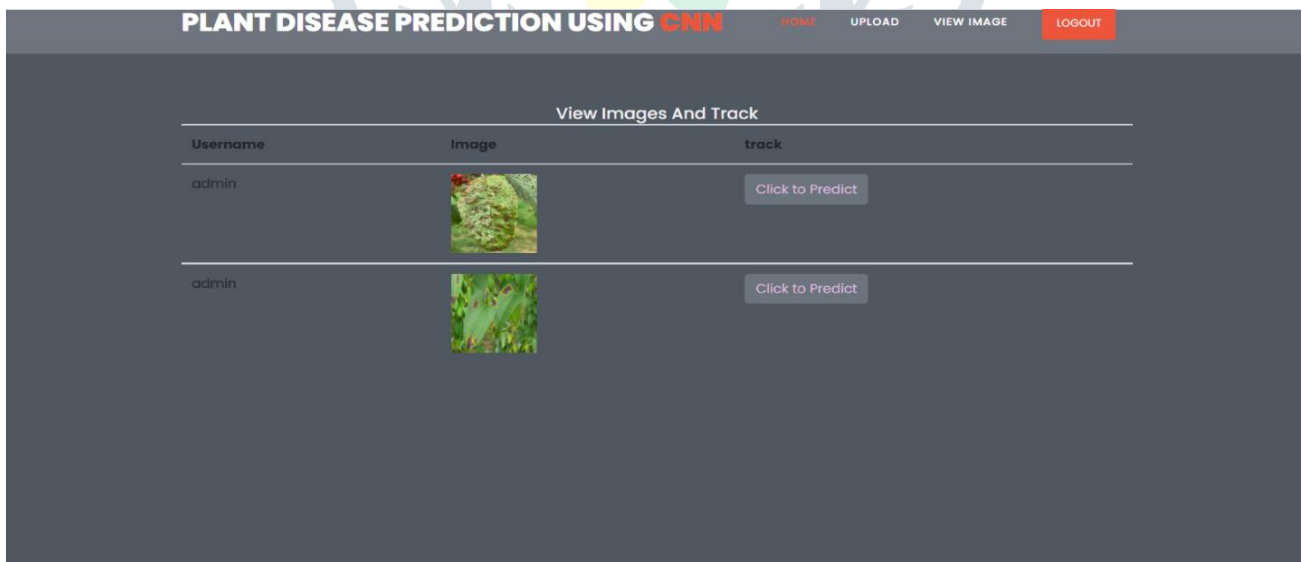 PLANT DISEASE PREDICTION USING CNN HOME UPLOAD VIEW IMAGE LOGOUT
View Images And Track
Username Image track
admin Click to Predict
admin Click to Predict